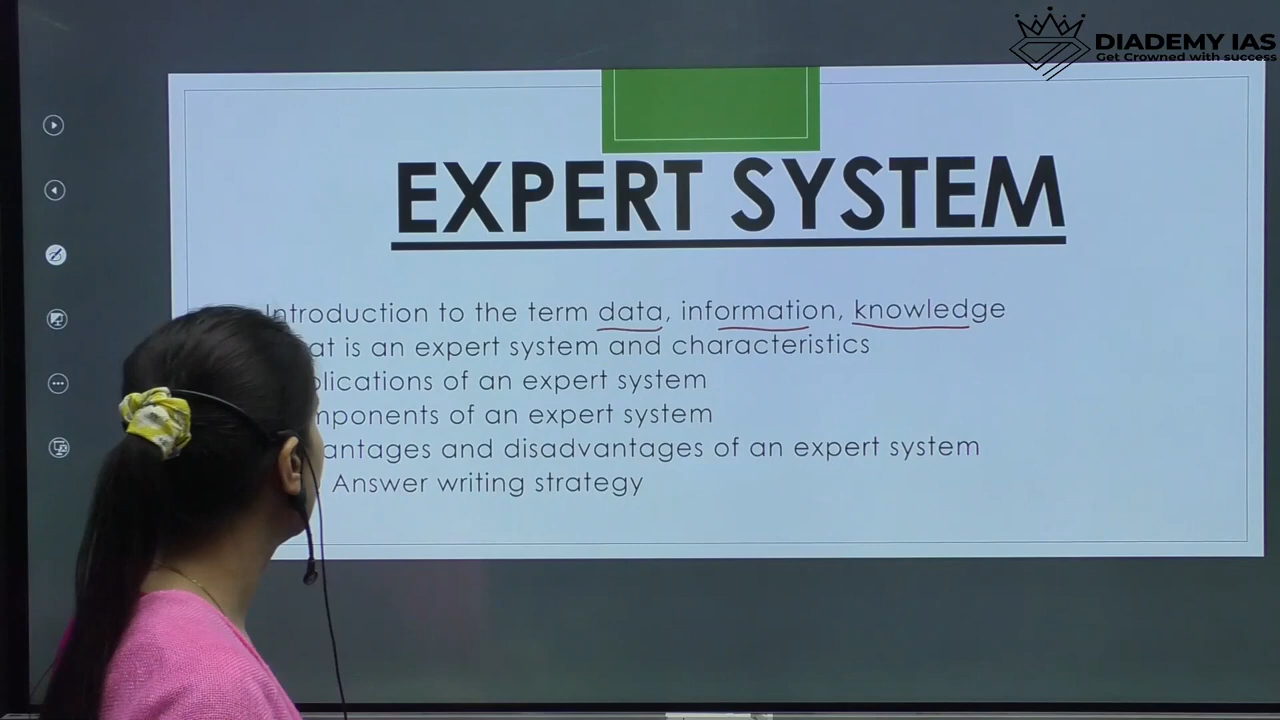 DIADEMY IAS
Get Crowned with success
EXPERT SYSTEM
Introduction to the term data, information, knowledge
is an expert system and characteristics
of an expert system
of an expert system
and disadvantages of an expert system
Answer writing strategy